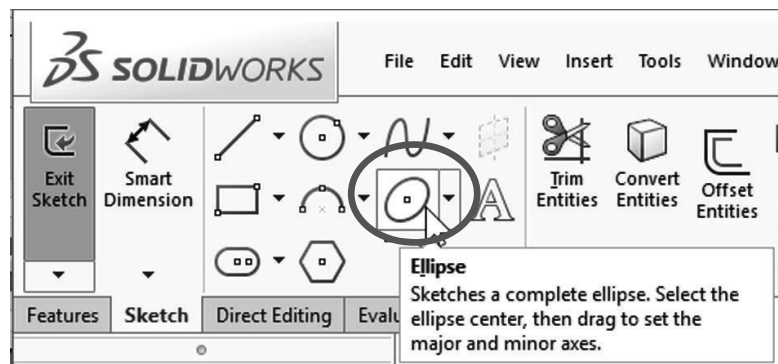 SOLIDWORKS
File Edit View Insert Tools Window
Exit Sketch
Smart Dimension
A
Trim Entities
Convert Entities
Offset Entities
Features Sketch Direct Editing
Ellipse
Sketches a complete ellipse. Select the
ellipse center, then drag to set the
major and minor axes.